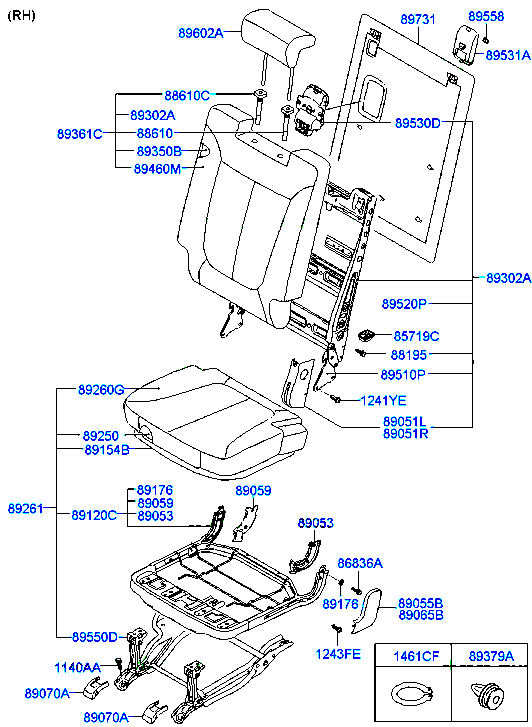 (RH)
89731
89558
89602A
89531A
88610C
89302A
89530D
89361C
88610
89350B
89460M
89302A
89520P
85719C
88195
89510P
89260G
1241YE
89051L
89051R
89250
89154B
89176
89059
89059
89261
89120C
89053
89053
86836A
89176
89055B
89065B
89550D
1243FE
1461CF
89379A
1140AA
89070A
89070A